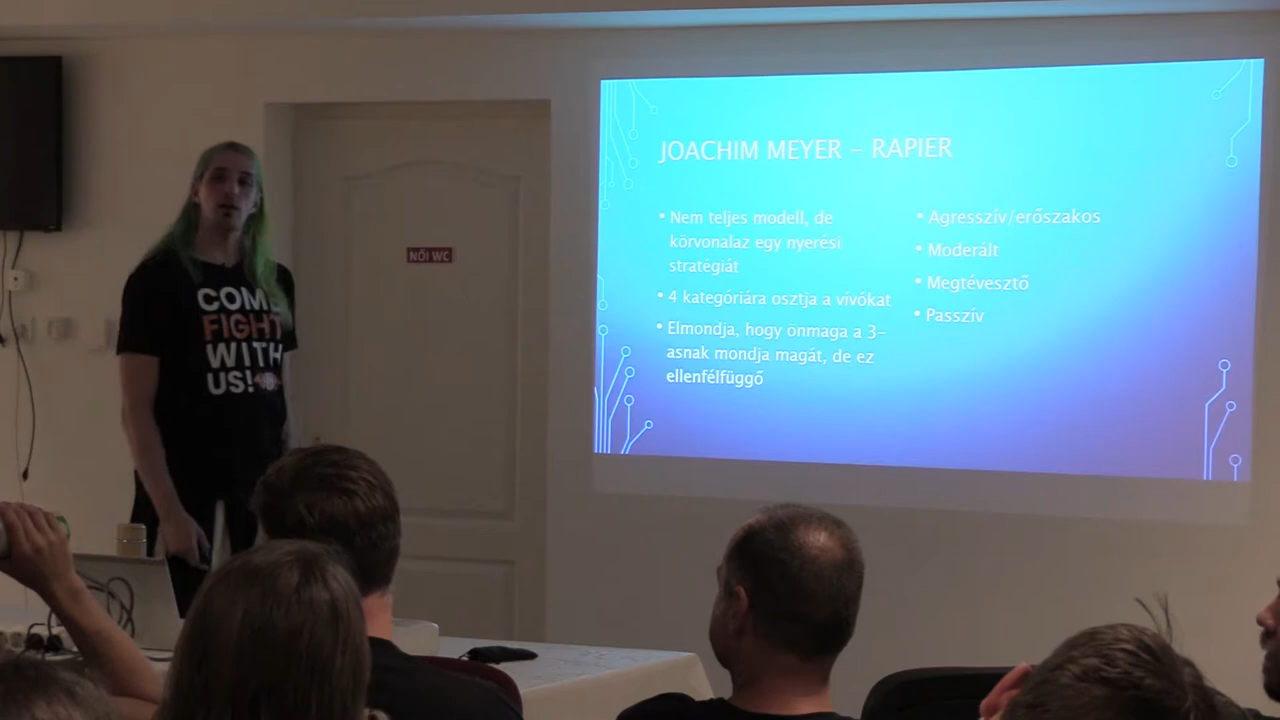 JOACHIM MEYER – RAPIER
• Nem teljes modell, de
körvonalaz egy nyerési
stratégiát
• 4 kategóriára osztja a vívókat
• Elmondja, hogy önmaga a 3-
asnak mondja magát, de ez
ellenfélfüggő
• Agresszív/erőszakos
• Moderált
• Megtévesztő
• Passzív
NŐI WC
COME
FIGHT
WITH
US!